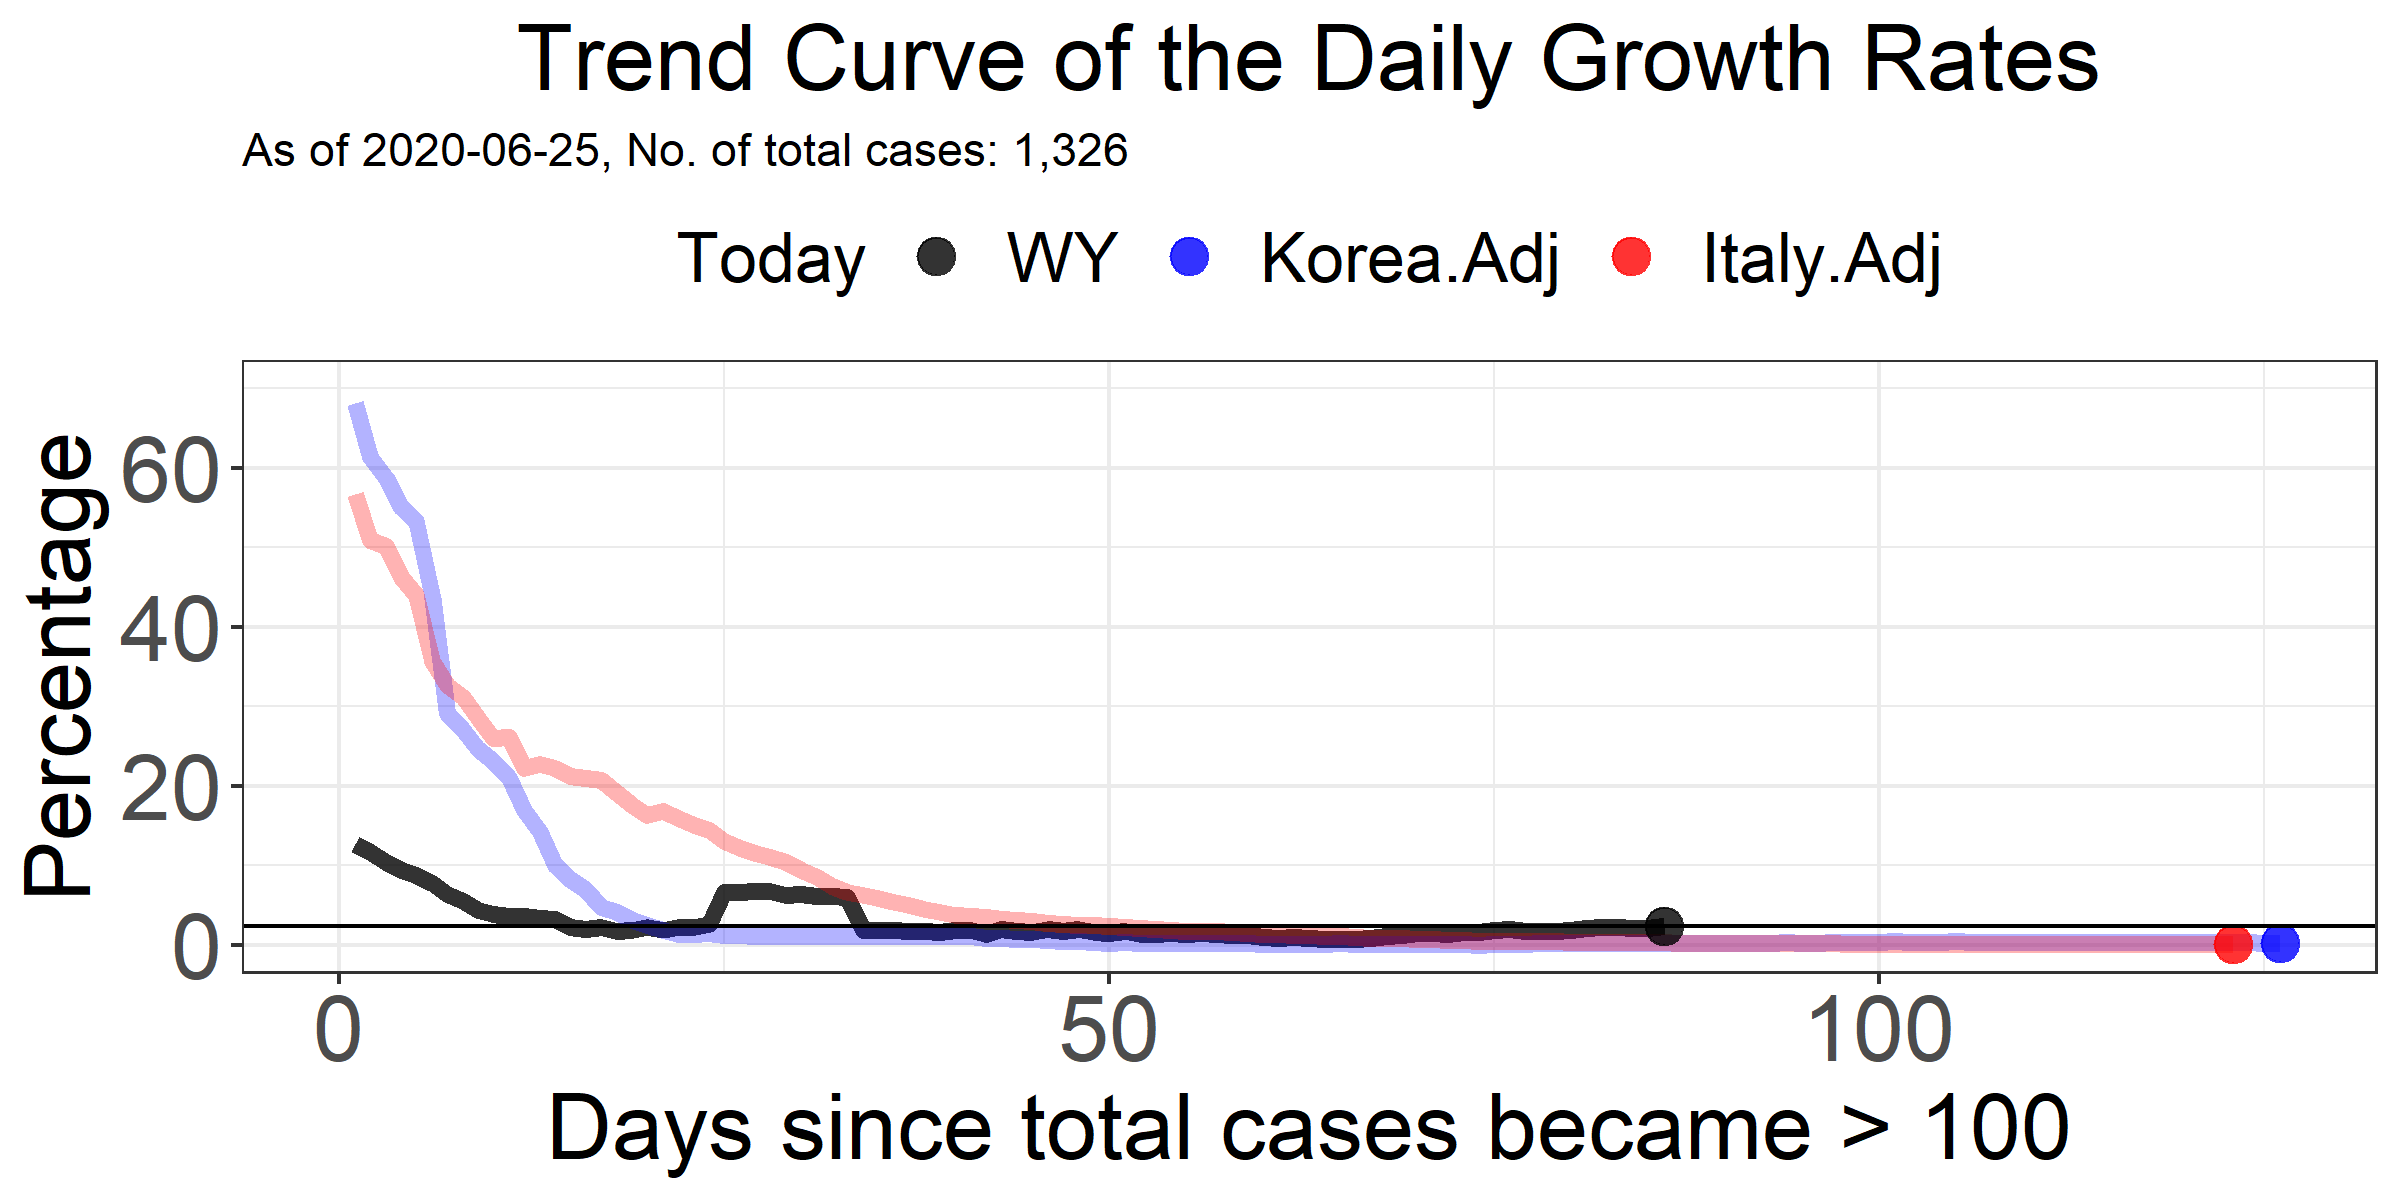 Trend Curve of the Daily Growth Rates
As of 2020-06-25, No. of total cases: 1,326
Today WY Korea.Adj Italy.Adj
Percentage
60
40
20
0
0 50 100
Days since total cases became > 100